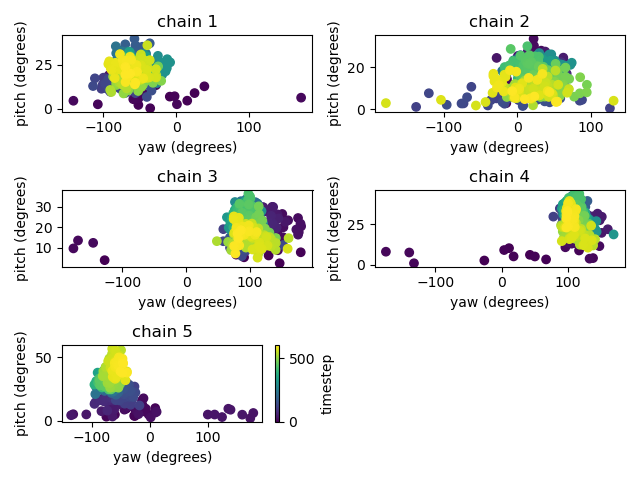 chain 1
pitch (degrees)
25
0
−100
0
100
yaw (degrees)
chain 2
pitch (degrees)
20
0
−100
0
100
yaw (degrees)
chain 3
pitch (degrees)
30
20
10
−100
0
100
yaw (degrees)
chain 4
pitch (degrees)
25
0
−100
0
100
yaw (degrees)
chain 5
pitch (degrees)
50
0
−100
0
100
yaw (degrees)
500
0
timestep